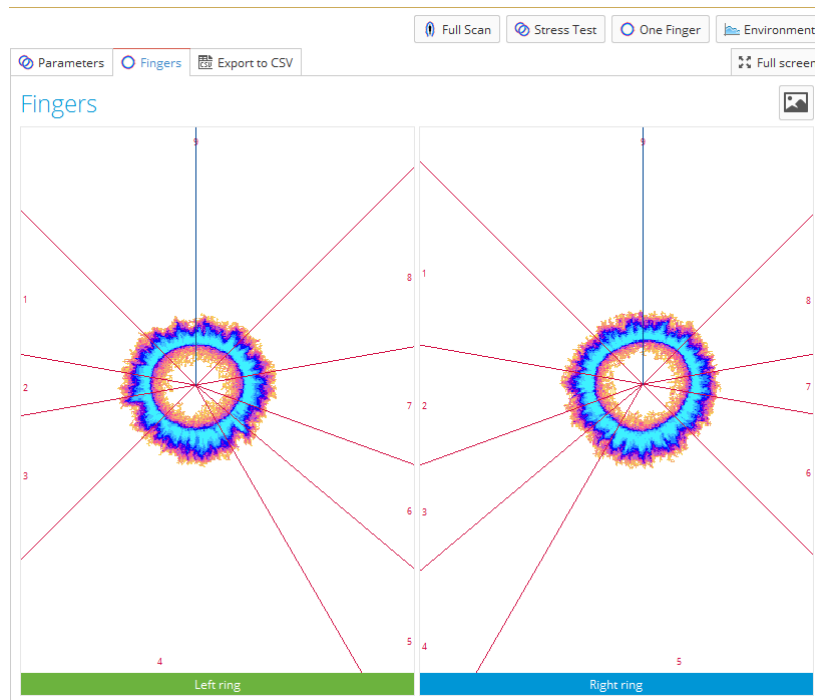 Full Scan
Stress Test
One Finger
Environment
Parameters
Fingers
CSV
Export to CSV
Full screen
Fingers
9
8
1
2
7
3
6
5
4
9
8
1
7
2
6
3
4
5
Left ring
Right ring